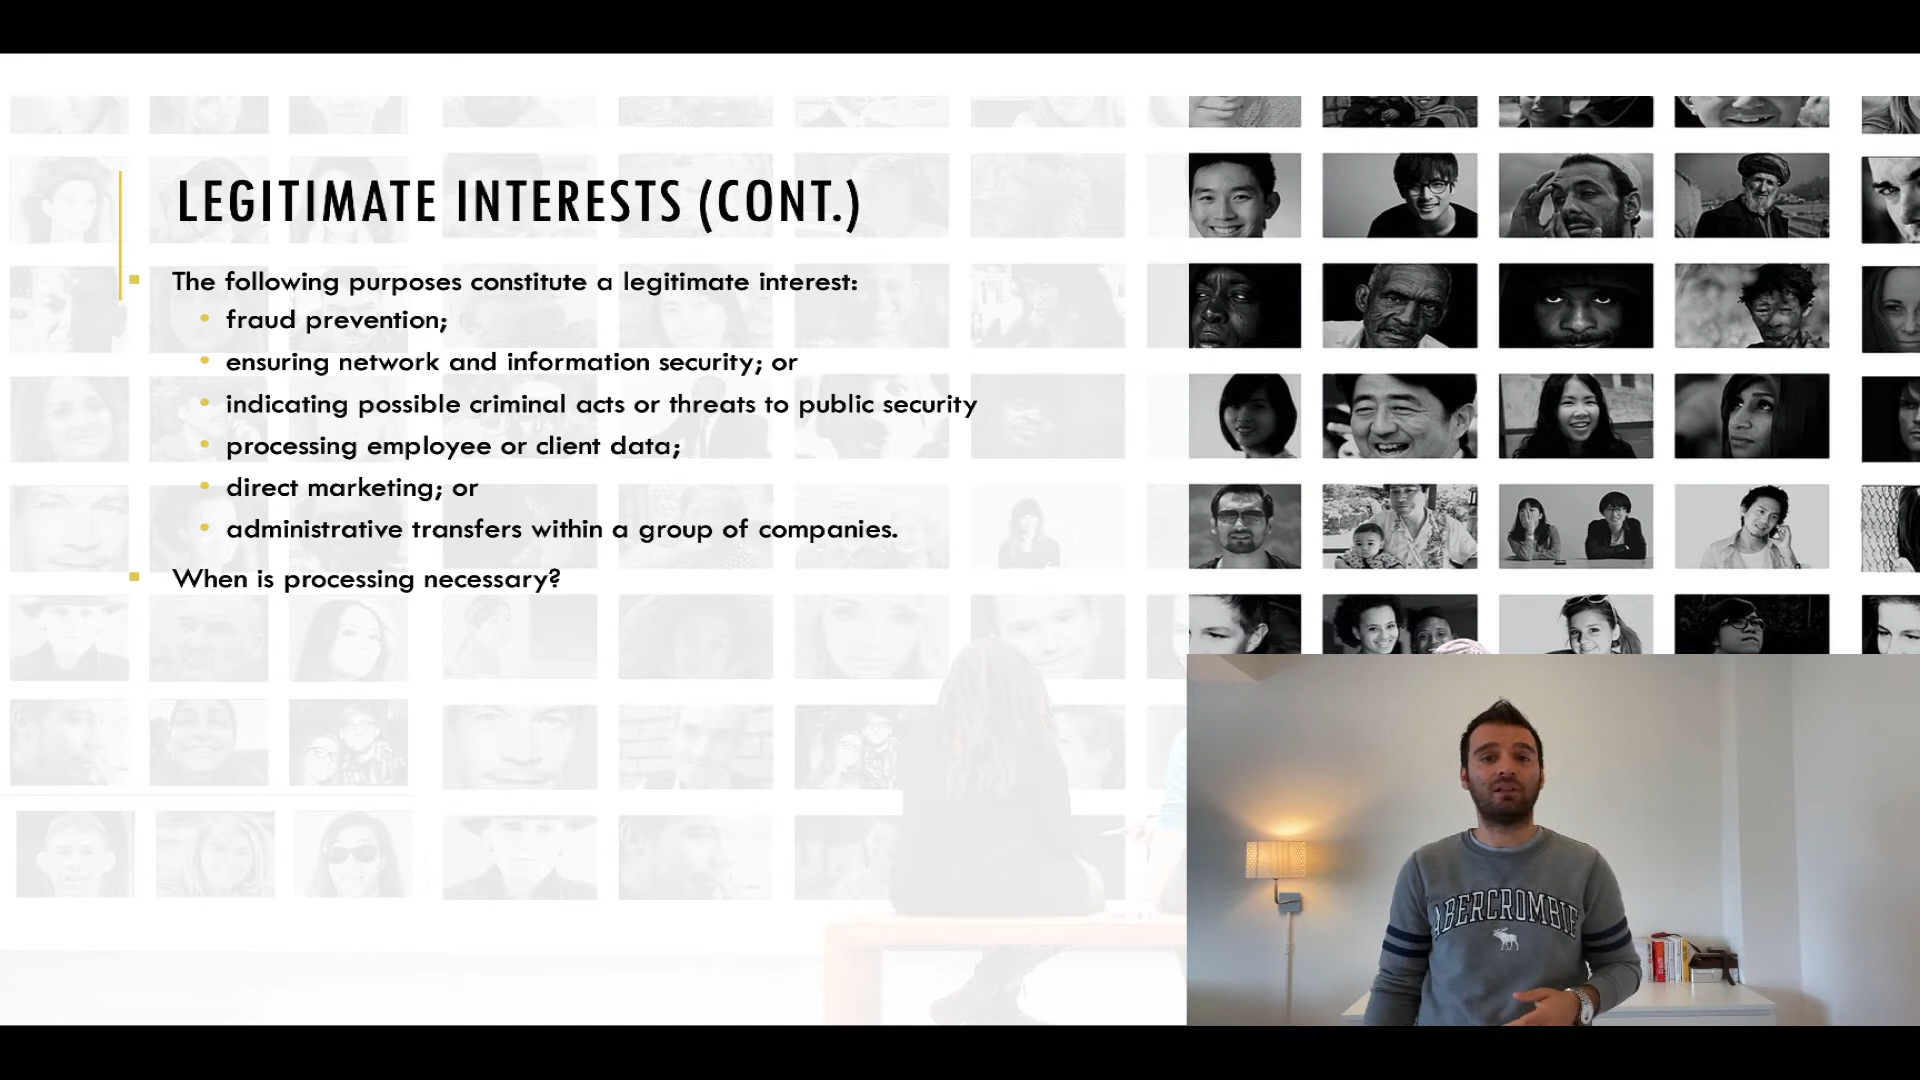 LEGITIMATE INTERESTS (CONT.)
The following purposes constitute a legitimate interest:
fraud prevention;
ensuring network and information security; or
indicating possible criminal acts or threats to public security
processing employee or client data;
direct marketing; or
administrative transfers within a group of companies.
When is processing necessary?
ABERCROMBIE